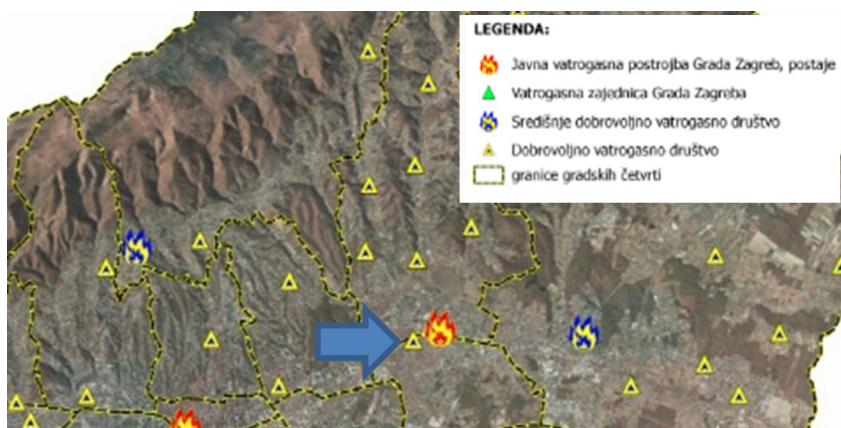 LEGENDA:
Javna vatrogasna postrojba Grada Zagreb, postaje
Vatrogasna zajednica Grada Zagreba
Središnje dobrovoljno vatrogasno društvo
Dobrovoljno vatrogasno društvo
granice gradskih četvrti